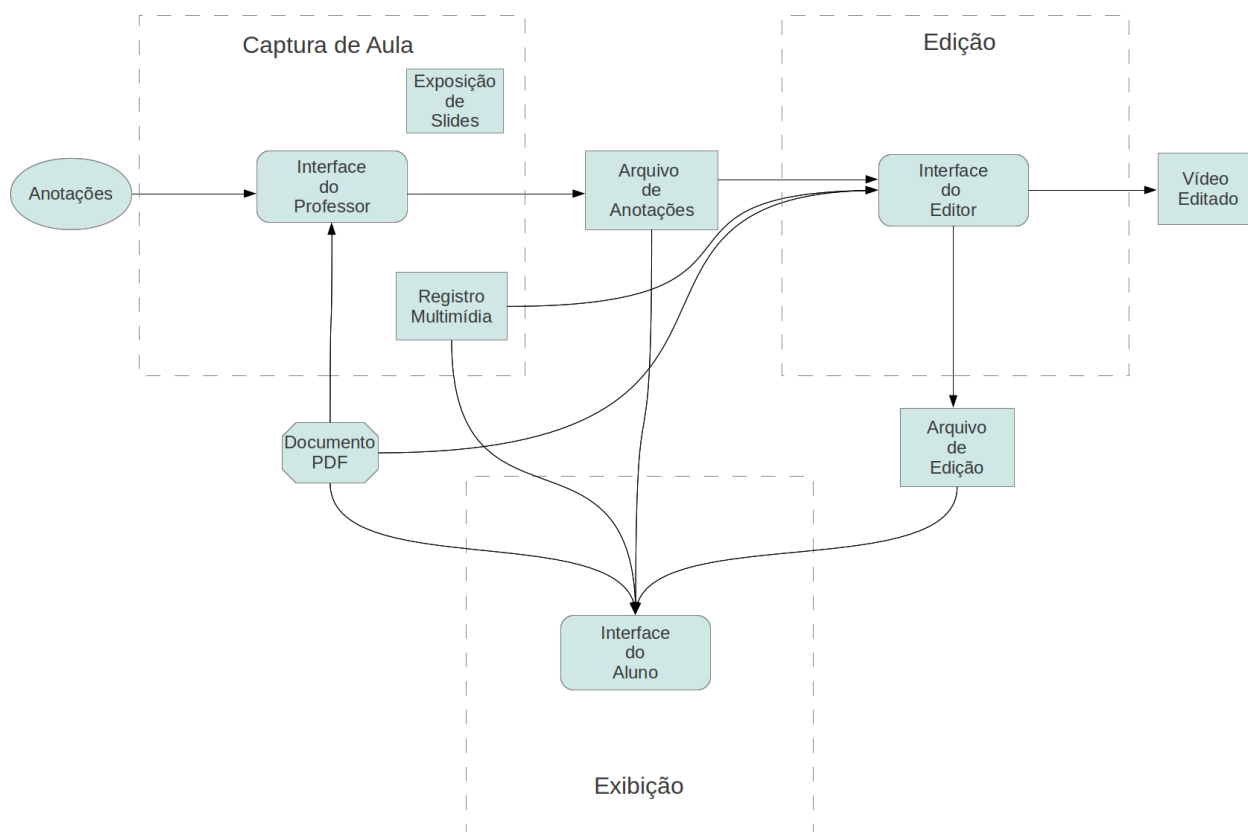 Captura de Aula
Edição
Exposição
de
Slides
Anotações
Interface
do
Professor
Arquivo
de
Anotações
Interface
do
Editor
Vídeo
Editado
Registro
Multimídia
Documento
PDF
Arquivo
de
Edição
Interface
do
Aluno
Exibição